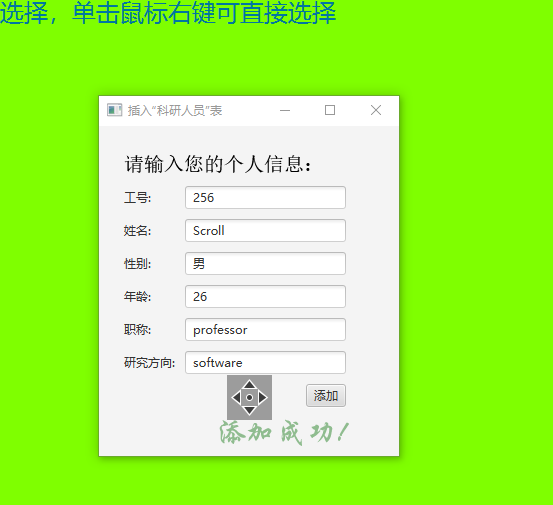 选择，单击鼠标右键可直接选择
插入“科研人员”表
请输入您的个人信息：
工号: 256
姓名: Scroll
性别: 男
年龄: 26
职称: professor
研究方向: software
添加
添加成功！